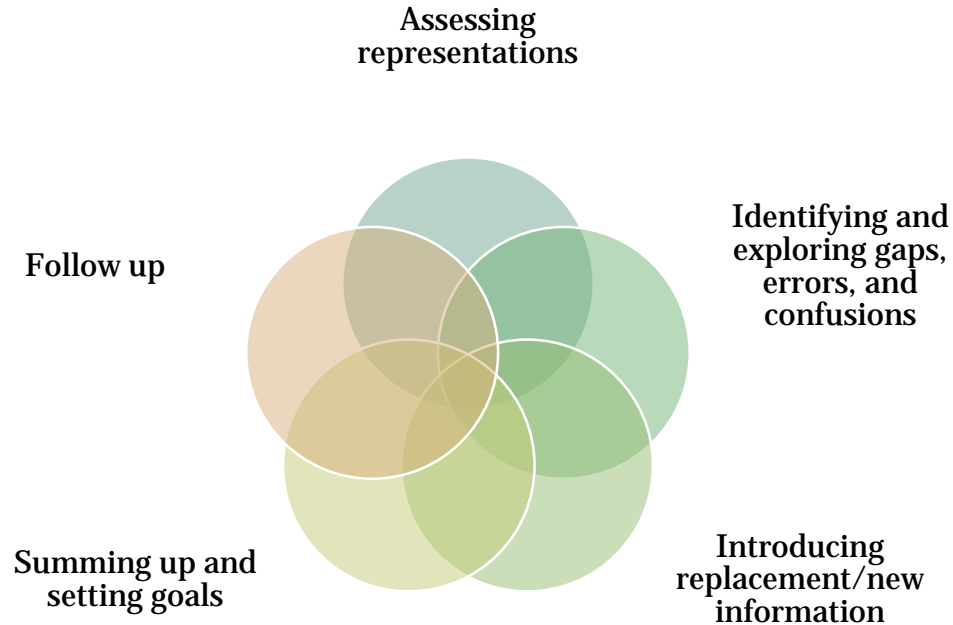 Assessing
representations
Identifying and
exploring gaps,
errors, and
confusions
Follow up
Summing up and
setting goals
Introducing
replacement/new
information